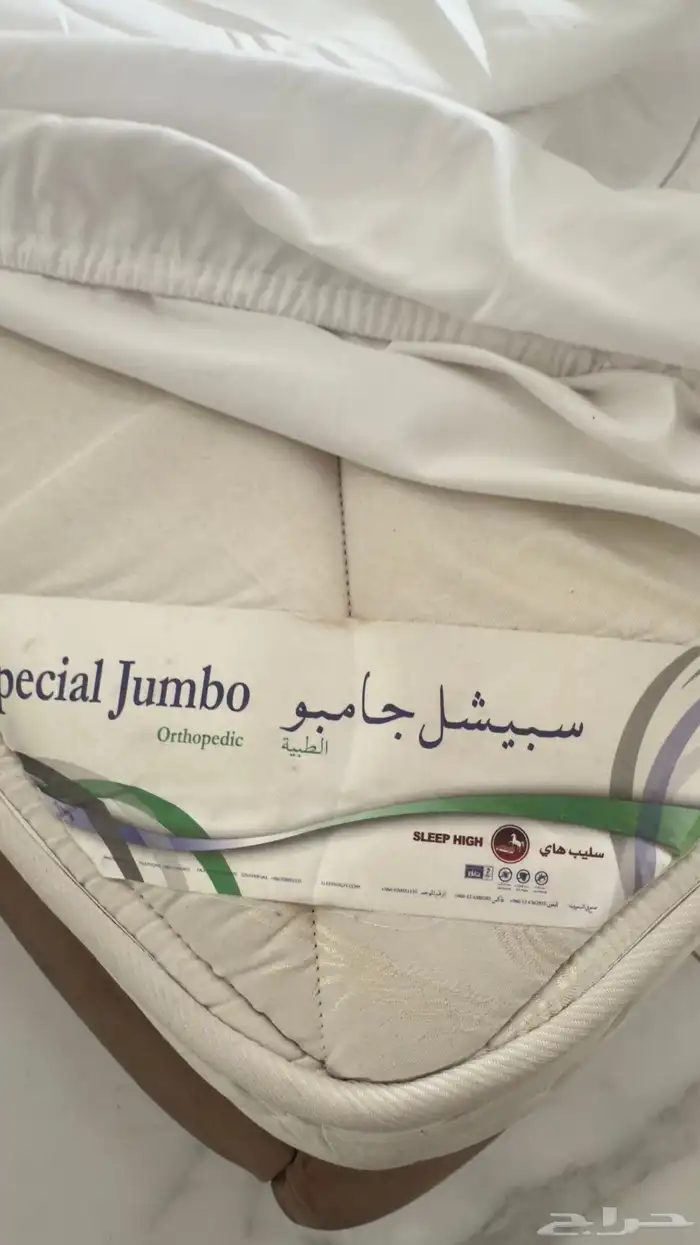 pecial Jumbo
سبيشل جامبو
Orthopedic
الطبية
SLEEP HIGH
سليب هاي
حراج